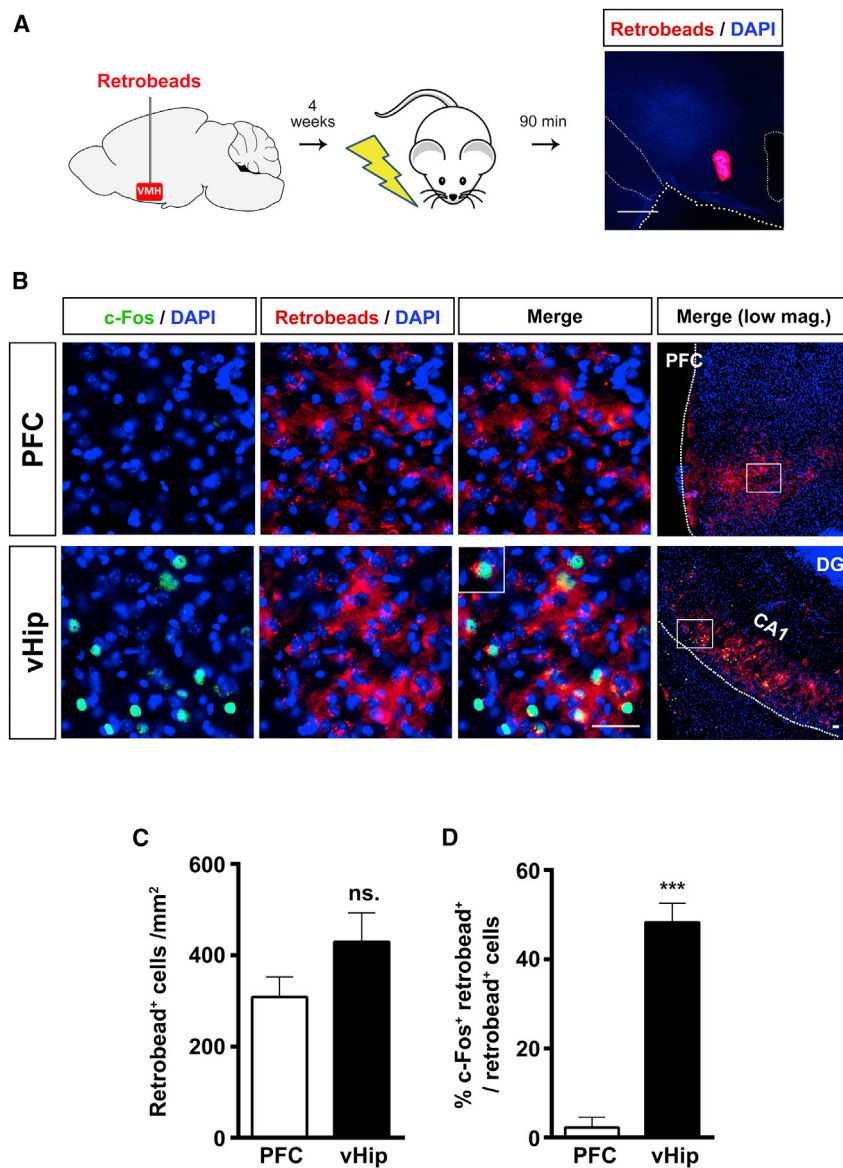 A
Retrobeads
VMH
4
weeks
90 min
Retrobeads / DAPI
B
c-Fos / DAPI
Retrobeads / DAPI
Merge
Merge (low mag.)
PFC
PFC
vHip
DG
CA1
C
Retrobead⁺ cells /mm²
600
400
200
0
ns.
PFC
vHip
D
% c-Fos⁺ retrobead⁺
/ retrobead⁺ cells
60
40
20
0
***
PFC
vHip